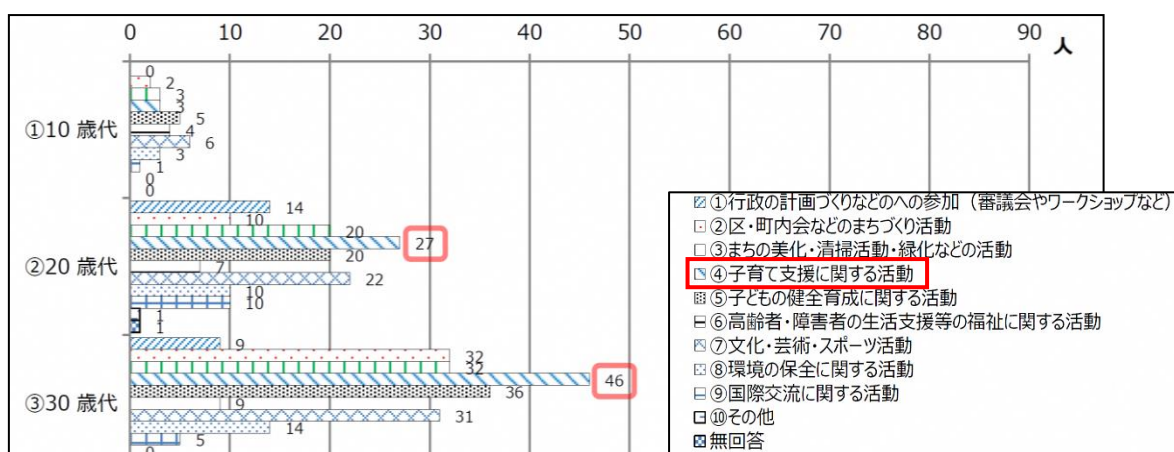 0 10 20 30 40 50 60 70 80 90 人
①10 歳代
0
2
3
3
5
4
6
3
1
0
0
②20 歳代
14
10
20
27
20
7
22
10
10
1
1
③30 歳代
9
32
32
46
36
9
31
14
5
0
①行政の計画づくりなどのへの参加（審議会やワークショップなど）
②区・町内会などのまちづくり活動
③まちの美化・清掃活動・緑化などの活動
④子育て支援に関する活動
⑤子どもの健全育成に関する活動
⑥高齢者・障害者の生活支援等の福祉に関する活動
⑦文化・芸術・スポーツ活動
⑧環境の保全に関する活動
⑨国際交流に関する活動
⑩その他
無回答